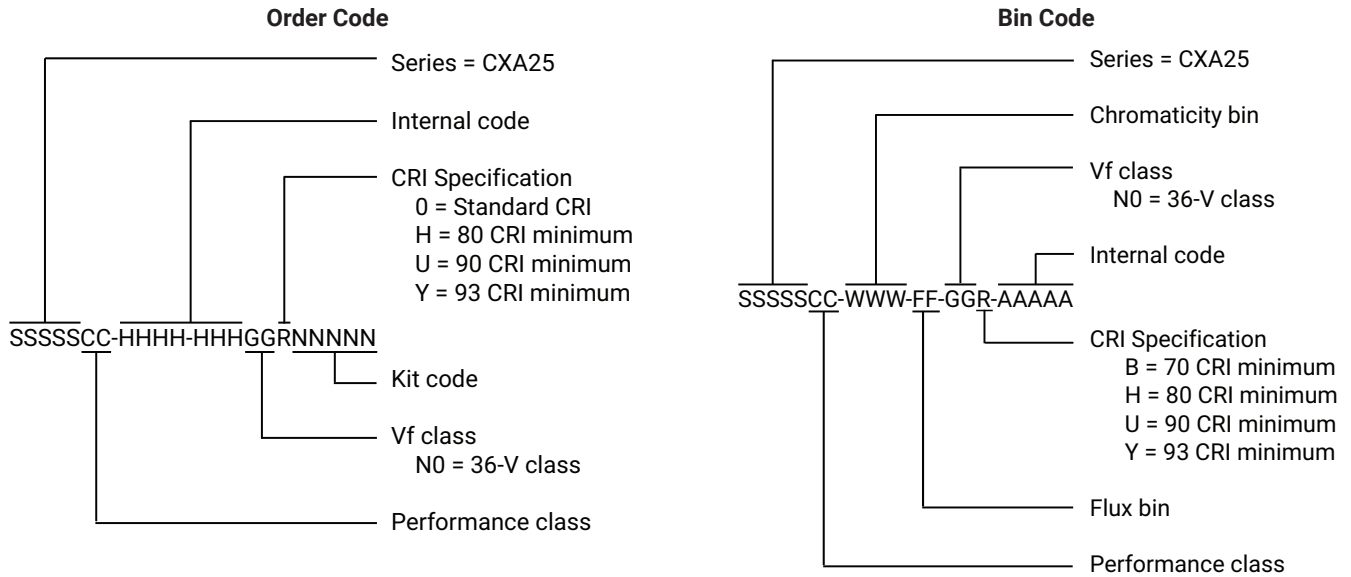 Order Code
Series = CXA25
Internal code
CRI Specification
0 = Standard CRI
H = 80 CRI minimum
U = 90 CRI minimum
Y = 93 CRI minimum
SSSSSCC-HHHH-HHHGGRNNNNN
Kit code
Vf class
N0 = 36-V class
Performance class
Bin Code
Series = CXA25
Chromaticity bin
Vf class
N0 = 36-V class
Internal code
SSSSSCC-WWW-FF-GGR-AAAAA
CRI Specification
B = 70 CRI minimum
H = 80 CRI minimum
U = 90 CRI minimum
Y = 93 CRI minimum
Flux bin
Performance class